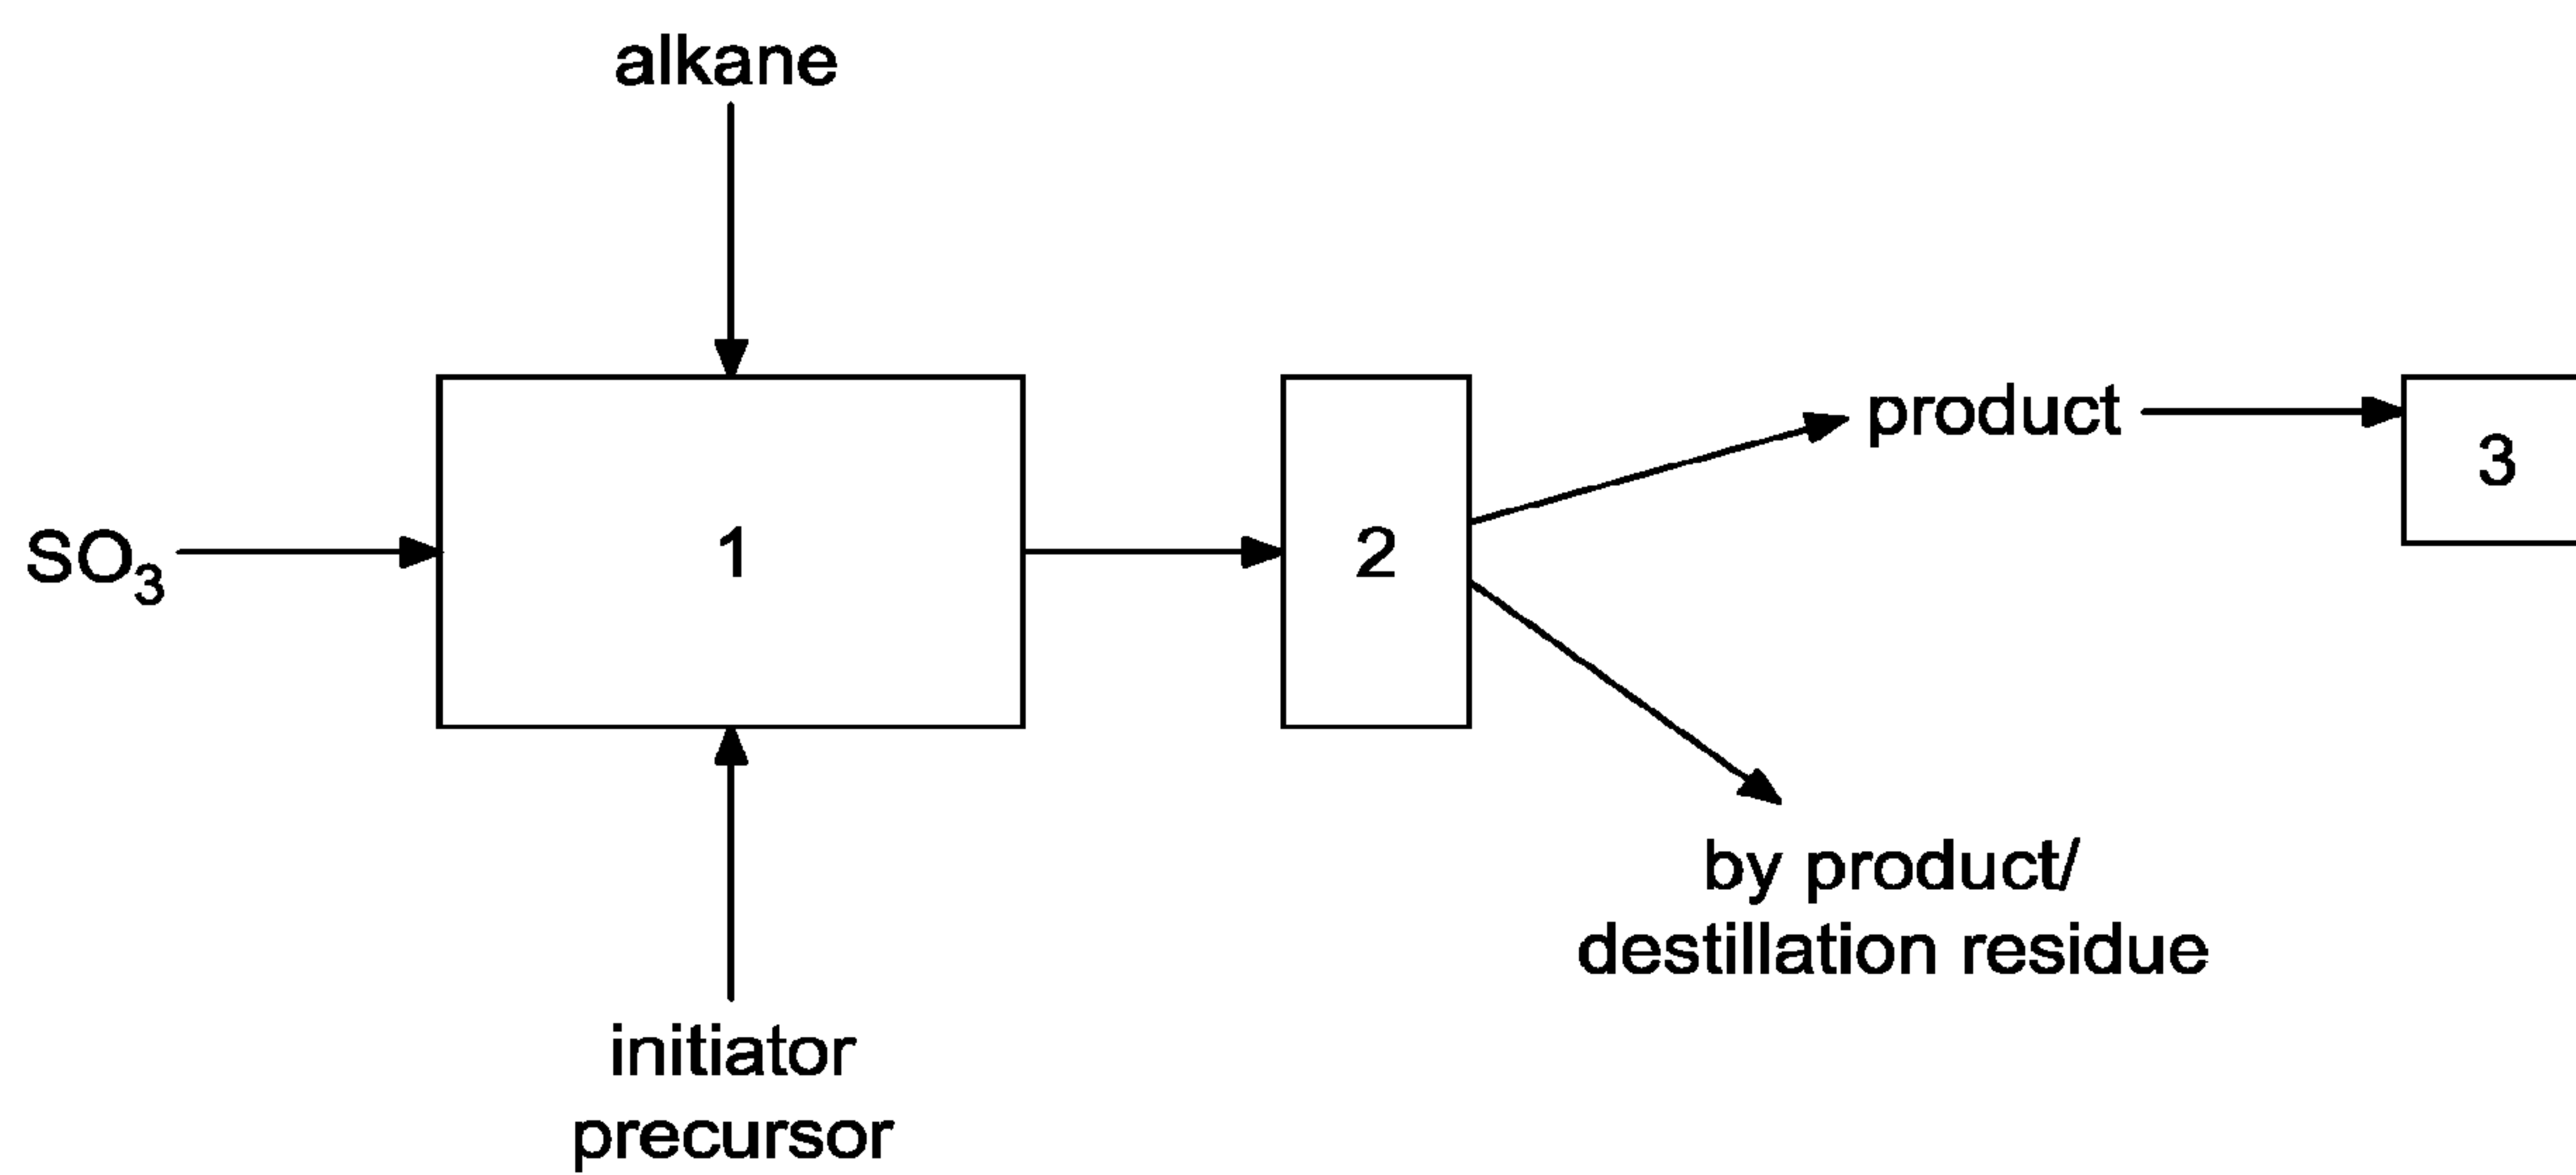 alkane
SO3
1
2
product
3
by product/
destillation residue
initiator
precursor